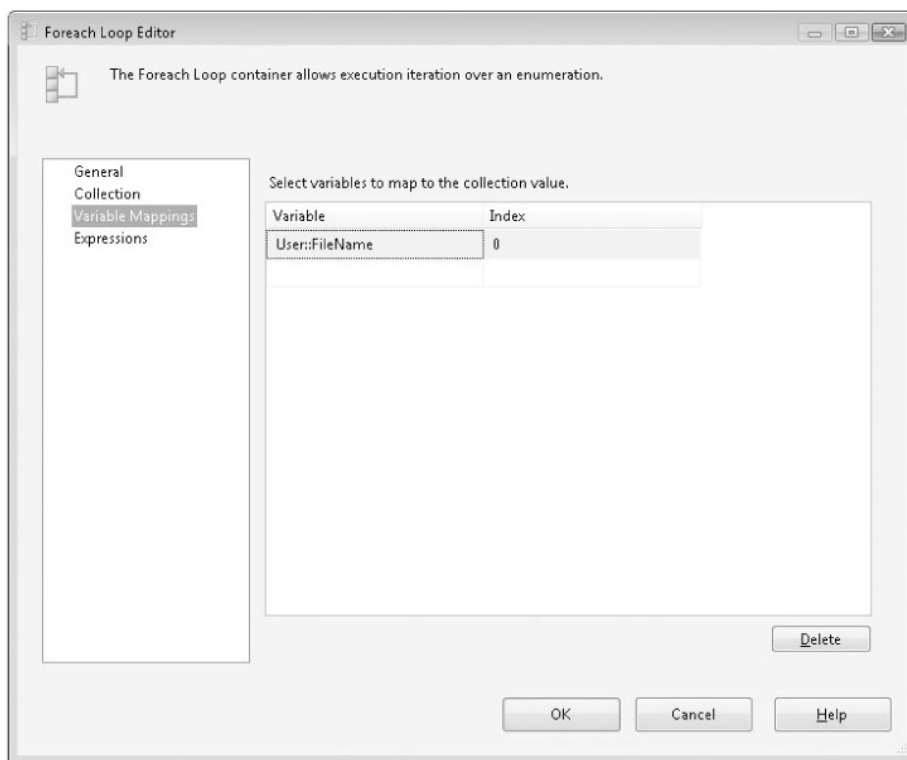 Foreach Loop Editor
The Foreach Loop container allows execution iteration over an enumeration.
General
Collection
Variable Mappings
Expressions
Select variables to map to the collection value.
Variable Index
User::FileName 0
Delete
OK Cancel Help